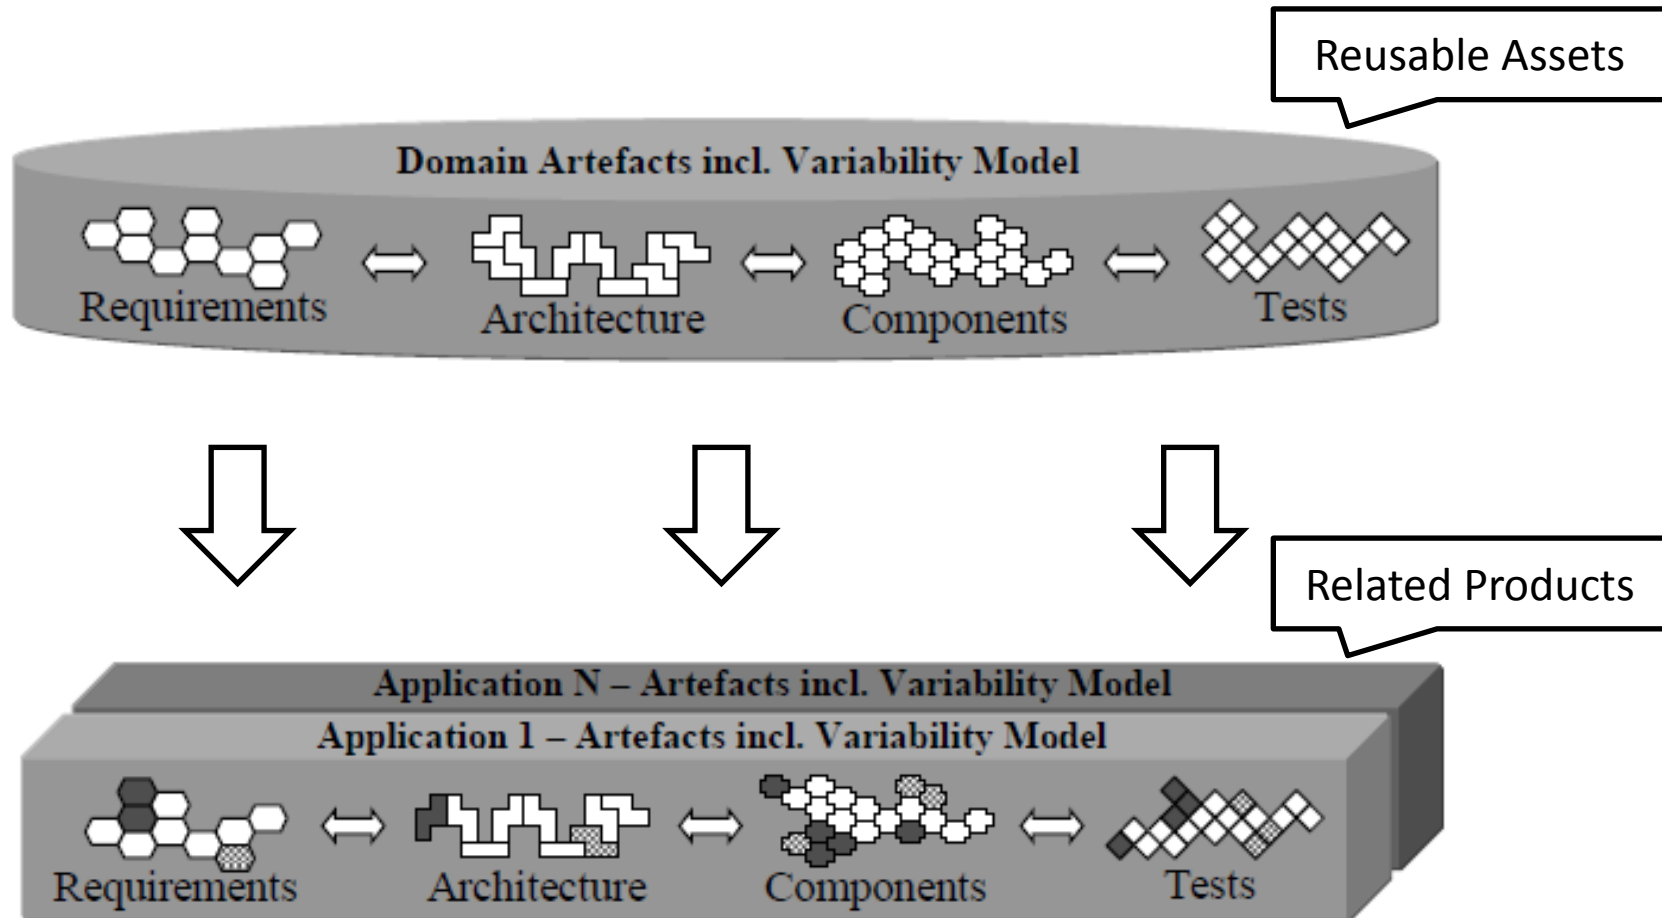 Reusable Assets
Domain Artefacts incl. Variability Model
Requirements
Architecture
Components
Tests
Related Products
Application N – Artefacts incl. Variability Model
Application 1 – Artefacts incl. Variability Model
Requirements
Architecture
Components
Tests